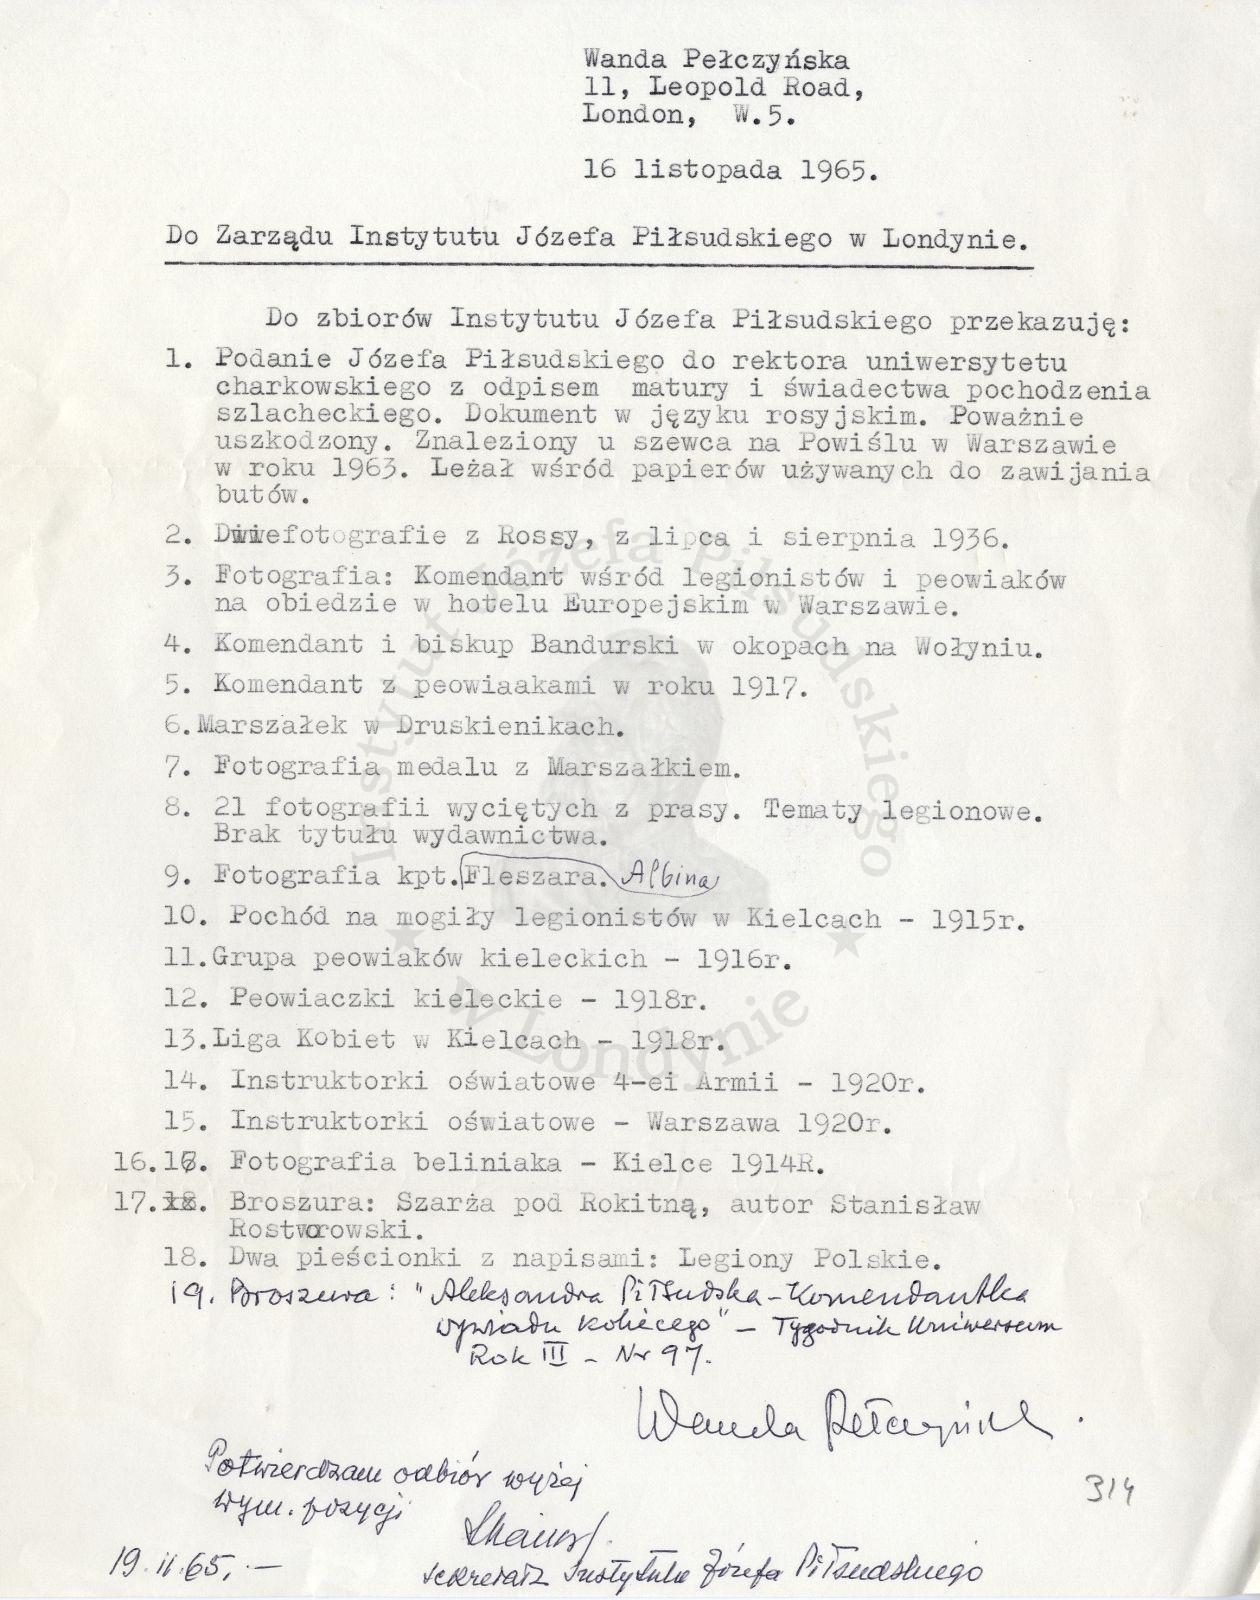 Wanda Pełczyńska
11, Leopold Road,
London, W.5.
16 listopada 1965.
Do Zarządu Instytutu Józefa Piłsudskiego w Londynie.
Do zbiorów Instytutu Józefa Piłsudskiego przekazuję:
1. Podanie Józefa Piłsudskiego do rektora uniwersytetu
charkowskiego z odpisem matury i świadectwa pochodzenia
szlacheckiego. Dokument w języku rosyjskim. Poważnie
uszkodzony. Znaleziony u szewca na Powiślu w Warszawie
w roku 1963. Leżał wśród papierów używanych do zawijania
butów.
2. Dwie fotografie z Rossy, z lipca i sierpnia 1936.
3. Fotografia: Komendant wśród legionistów i peowiaków
na obiedzie w hotelu Europejskim w Warszawie.
4. Komendant i biskup Bandurski w okopach na Wołyniu.
5. Komendant z peowiaakami w roku 1917.
6. Marszałek w Druskienikach.
7. Fotografia medalu z Marszałkiem.
8. 21 fotografii wyciętych z prasy. Tematy legionowe.
Brak tytułu wydawnictwa.
9. Fotografia kpt. Fleszara. Albina
10. Pochód na mogiły legionistów w Kielcach - 1915r.
11. Grupa peowiaków kieleckich - 1916r.
12. Peowiaczki kieleckie - 1918r.
13. Liga Kobiet w Kielcach - 1918r.
14. Instruktorki oświatowe 4-ei Armii - 1920r.
15. Instruktorki oświatowe - Warszawa 1920r.
16. Fotografia beliniaka - Kielce 1914R.
17. Broszura: Szarża pod Rokitną, autor Stanisław
Rostworowski.
18. Dwa pieścionki z napisami: Legiony Polskie.
19. Broszura: "Aleksandra Piłsudska - Komendantka
wywiadu kobiecego" - Tygodnik Uniwersum
Rok III - Nr 97.
Wanda Pełczyńska
Potwierdzam odbiór wyżej
wym. pozycji
314
19.11.65. -
sekretarz Instytutu Józefa Piłsudskiego
Instytut Józefa Piłsudskiego
w Londynie